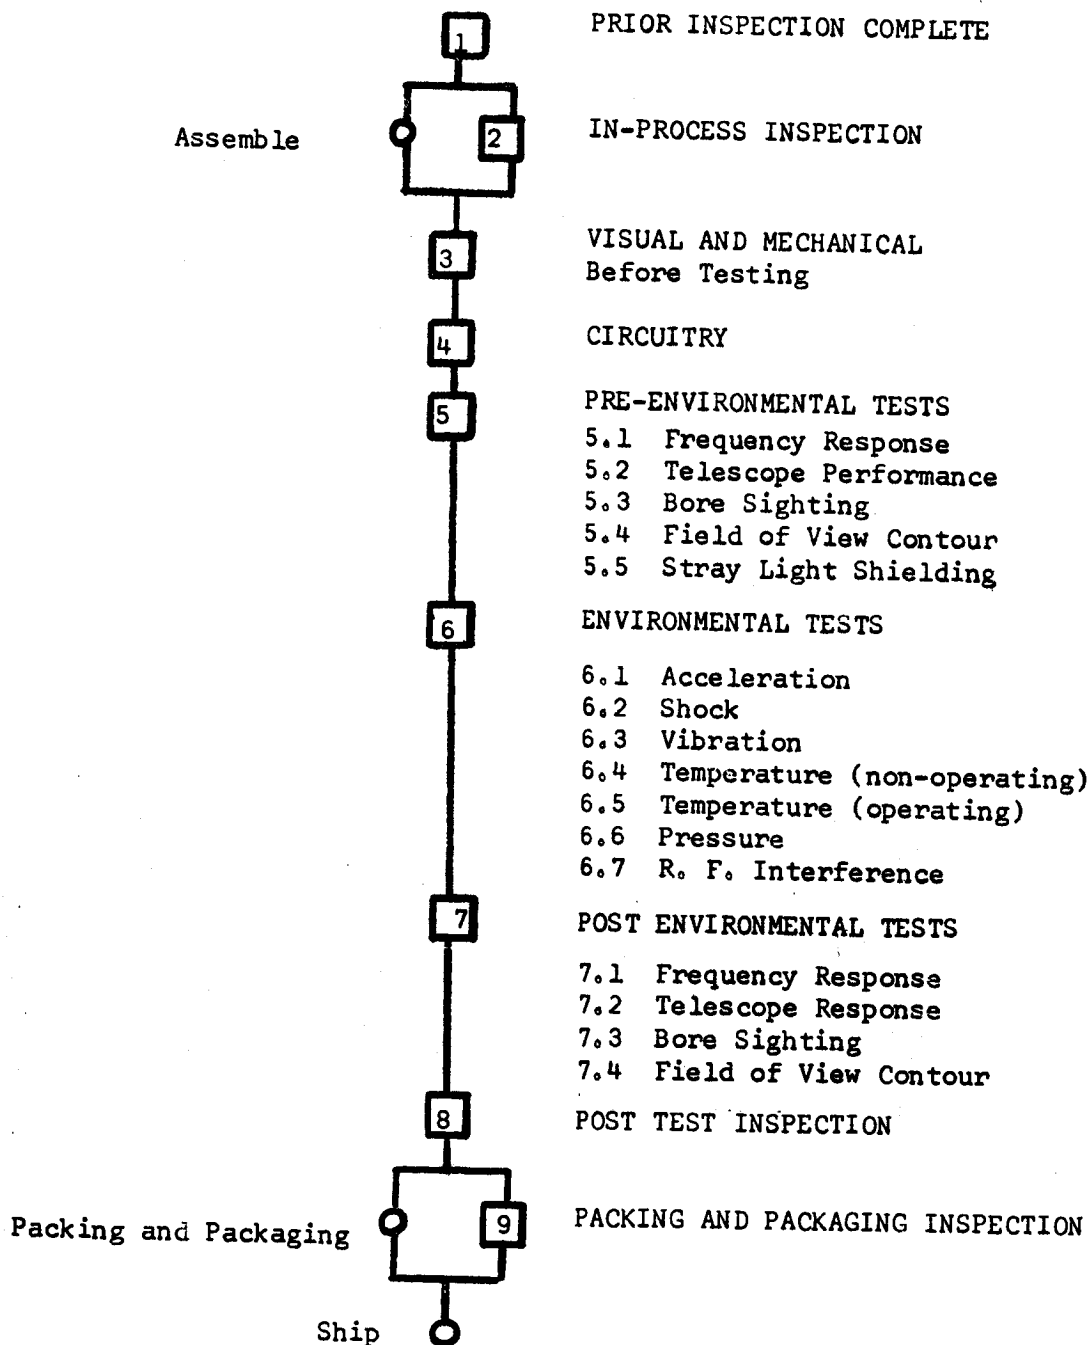 1 PRIOR INSPECTION COMPLETE
Assemble 2 IN-PROCESS INSPECTION
3 VISUAL AND MECHANICAL
Before Testing
4 CIRCUITRY
5 PRE-ENVIRONMENTAL TESTS
5.1 Frequency Response
5.2 Telescope Performance
5.3 Bore Sighting
5.4 Field of View Contour
5.5 Stray Light Shielding
6 ENVIRONMENTAL TESTS
6.1 Acceleration
6.2 Shock
6.3 Vibration
6.4 Temperature (non-operating)
6.5 Temperature (operating)
6.6 Pressure
6.7 R. F. Interference
7 POST ENVIRONMENTAL TESTS
7.1 Frequency Response
7.2 Telescope Response
7.3 Bore Sighting
7.4 Field of View Contour
8 POST TEST INSPECTION
Packing and Packaging 9 PACKING AND PACKAGING INSPECTION
Ship